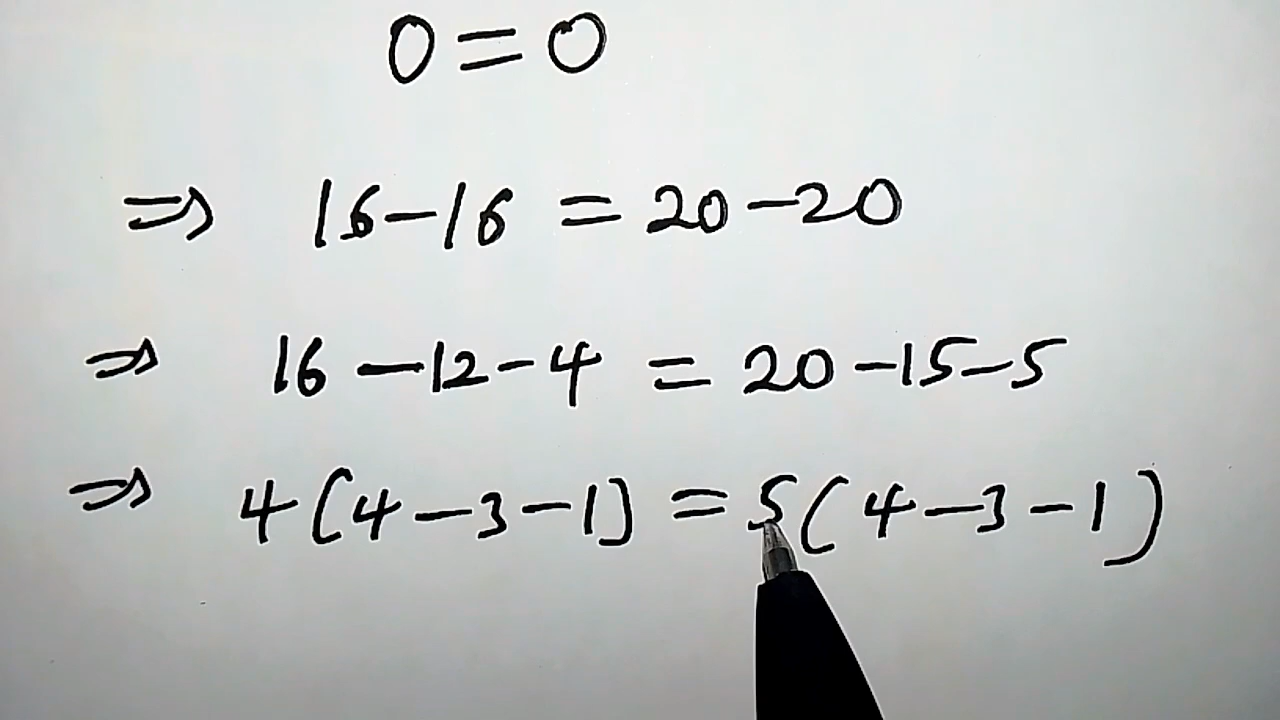 0=0
⇒ 16-16 = 20-20
⇒ 16-12-4 = 20-15-5
⇒ 4(4-3-1) = 5(4-3-1)